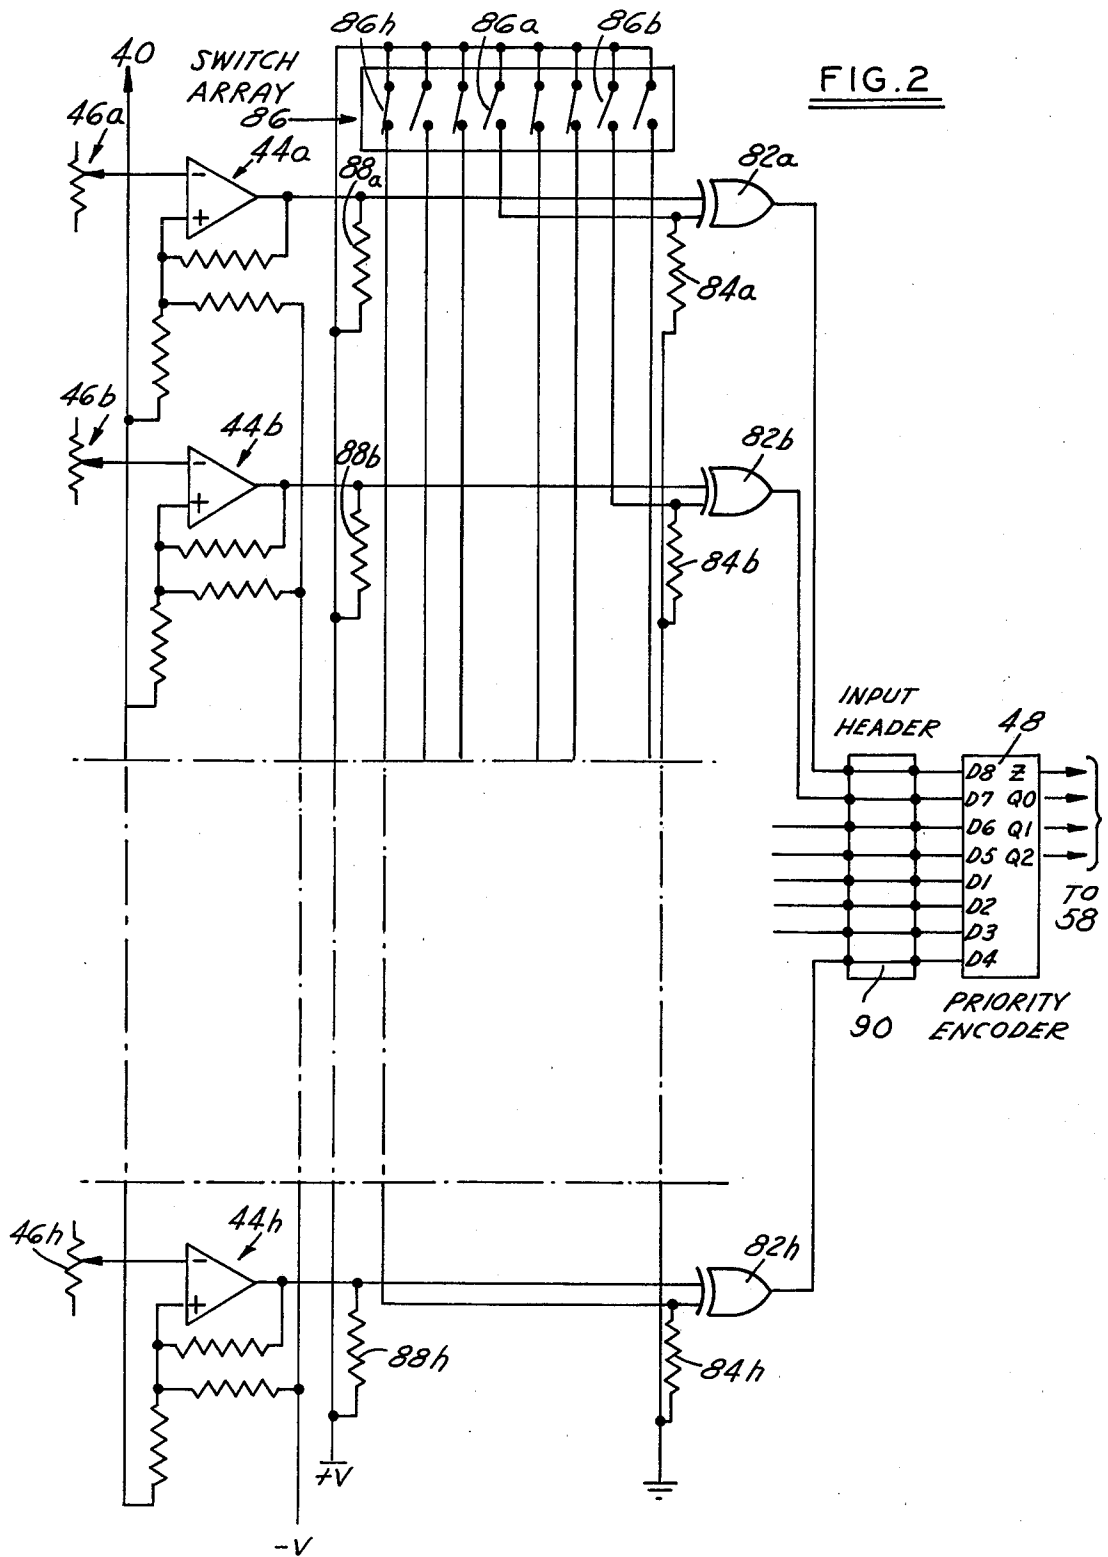 FIG.2
86h
86a
86b
40
SWITCH
ARRAY
86
46a
44a
88a
82a
-
+
84a
46b
44b
88b
82b
-
+
84b
INPUT
HEADER
48
D8 Z
D7 Q0
D6 Q1
D5 Q2
D1
D2
D3
D4
TO
58
90
PRIORITY
ENCODER
46h
44h
82h
-
+
88h
84h
+V
-V